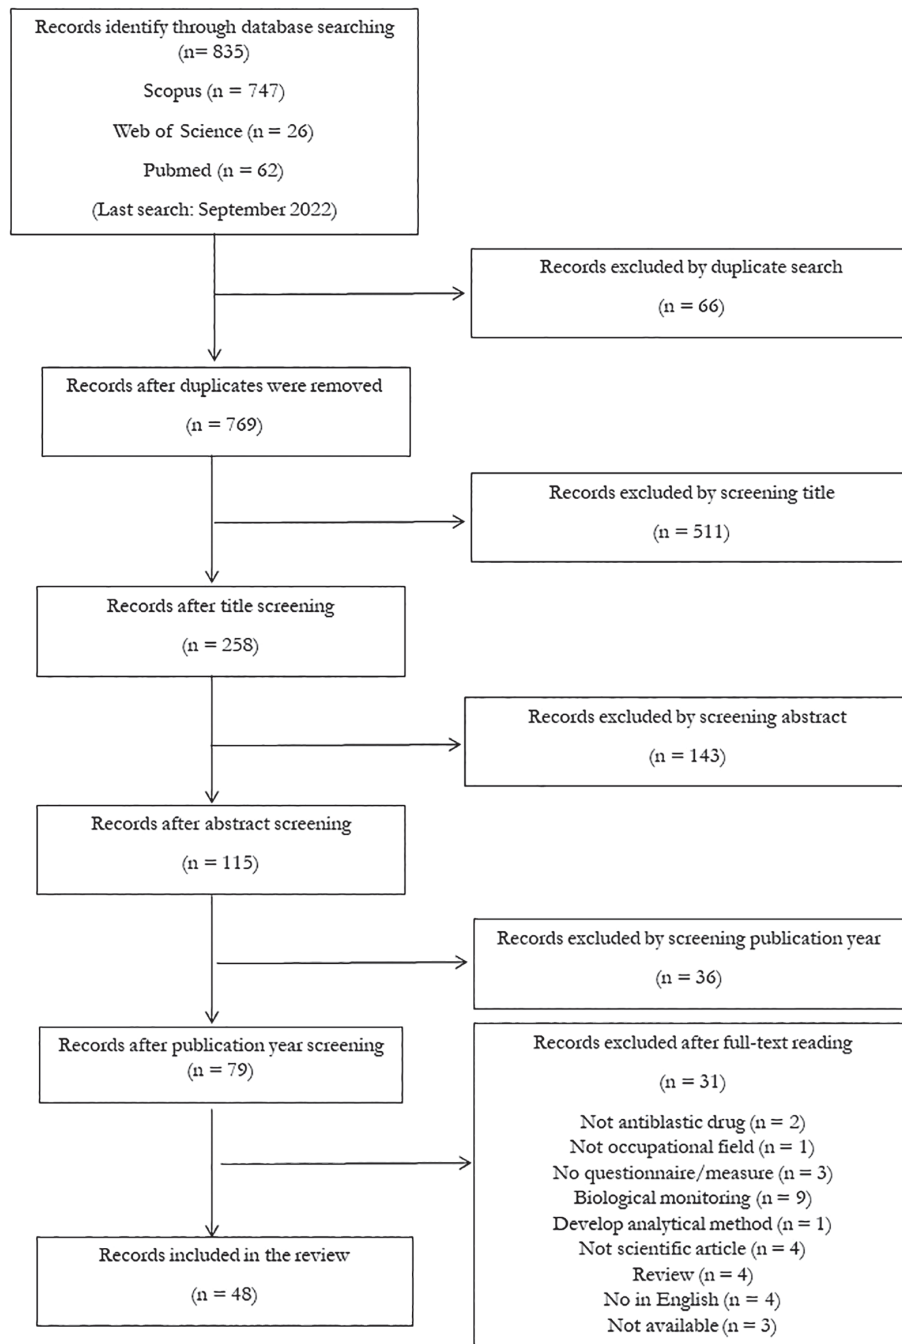 Records identify through database searching
(n= 835)
Scopus (n = 747)
Web of Science (n = 26)
Pubmed (n = 62)
(Last search: September 2022)
Records excluded by duplicate search
(n = 66)
Records after duplicates were removed
(n = 769)
Records excluded by screening title
(n = 511)
Records after title screening
(n = 258)
Records excluded by screening abstract
(n = 143)
Records after abstract screening
(n = 115)
Records excluded by screening publication year
(n = 36)
Records after publication year screening
(n = 79)
Records excluded after full-text reading
(n = 31)
Not antiblastic drug (n = 2)
Not occupational field (n = 1)
No questionnaire/measure (n = 3)
Biological monitoring (n = 9)
Develop analytical method (n = 1)
Not scientific article (n = 4)
Review (n = 4)
No in English (n = 4)
Not available (n = 3)
Records included in the review
(n = 48)